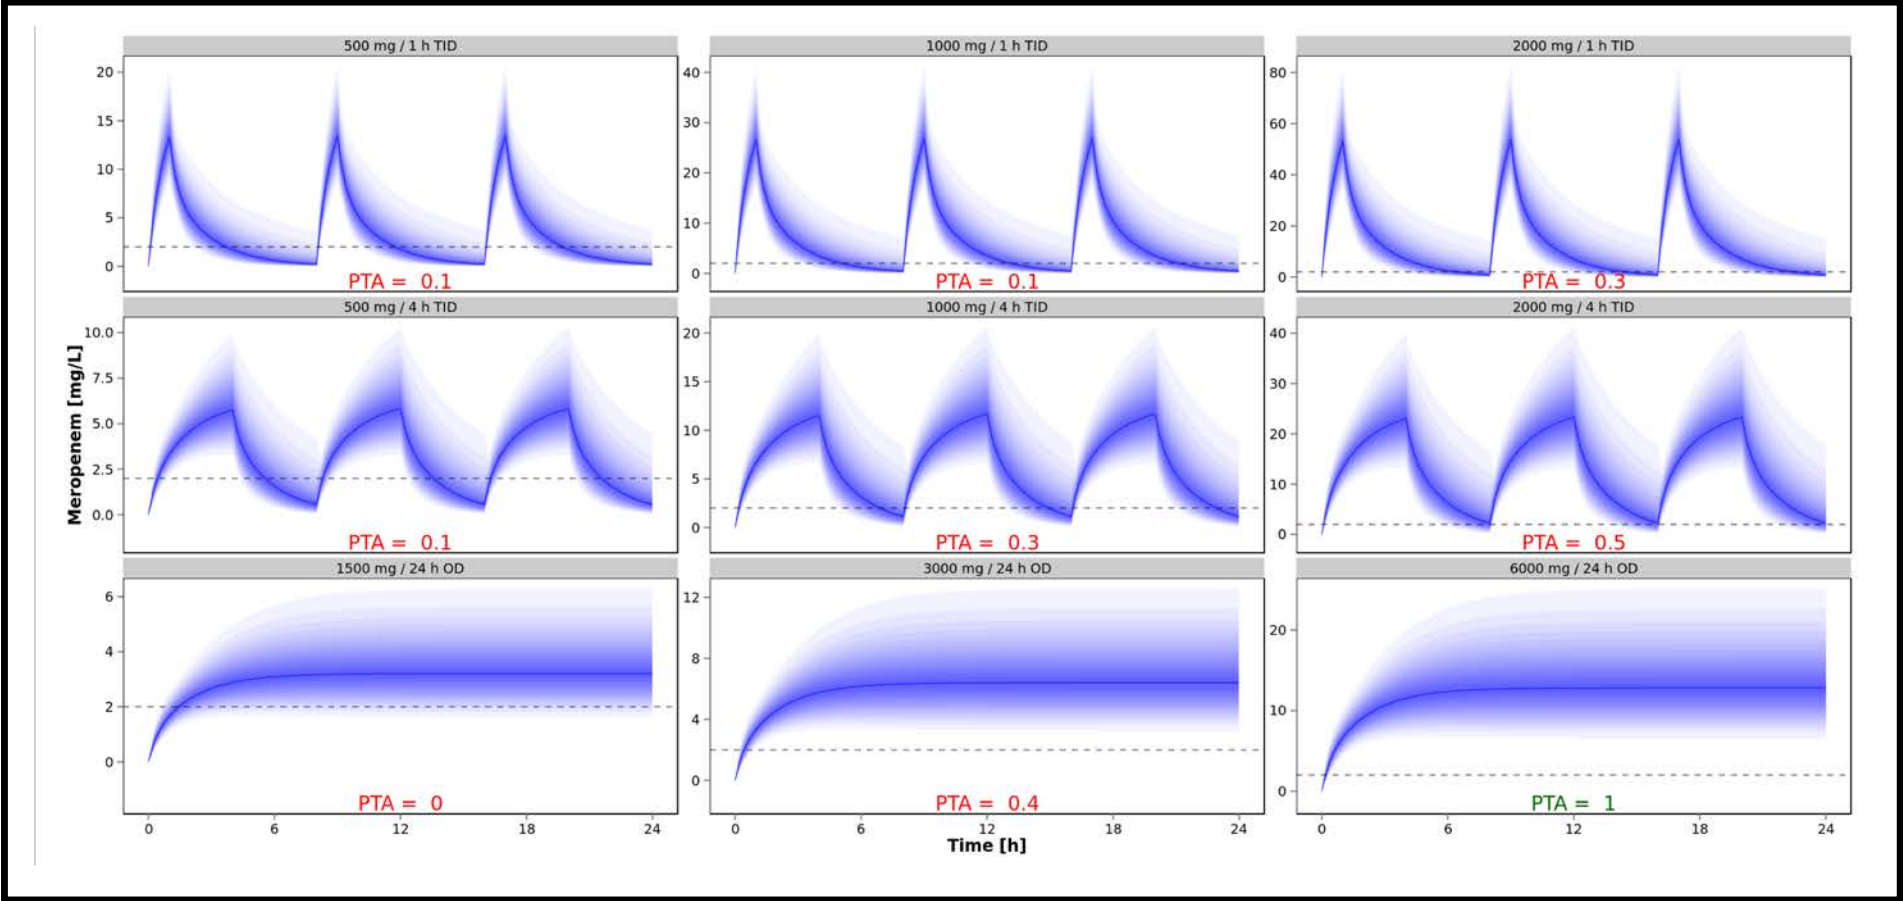 500 mg / 1 h TID
1000 mg / 1 h TID
2000 mg / 1 h TID
20
15
10
5
0
PTA = 0.1
40
30
20
10
0
PTA = 0.1
80
60
40
20
0
PTA = 0.3
500 mg / 4 h TID
1000 mg / 4 h TID
2000 mg / 4 h TID
Meropenem [mg/L]
10.0
7.5
5.0
2.5
0.0
PTA = 0.1
20
15
10
5
0
PTA = 0.3
40
30
20
10
0
PTA = 0.5
1500 mg / 24 h OD
3000 mg / 24 h OD
6000 mg / 24 h OD
6
4
2
0
PTA = 0
12
8
4
0
PTA = 0.4
20
10
0
PTA = 1
0 6 12 18 24
0 6 12 18 24
0 6 12 18 24
Time [h]